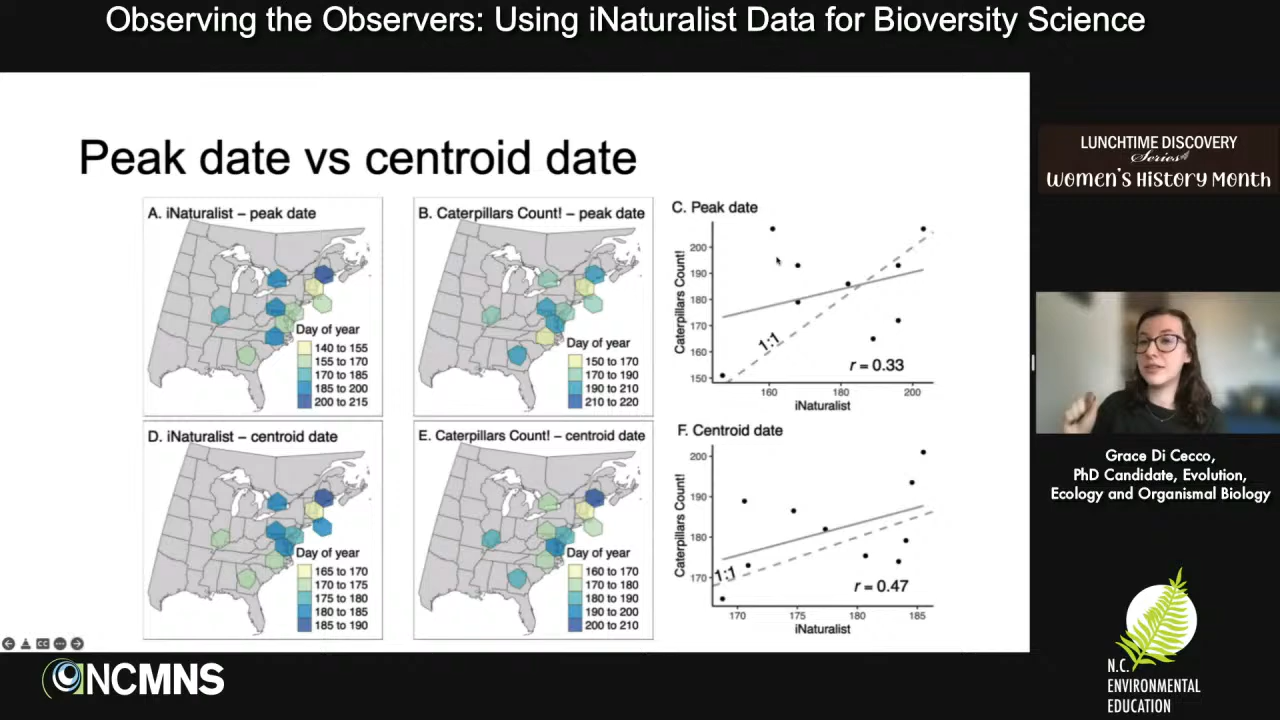 Observing the Observers: Using iNaturalist Data for Bioversity Science
Peak date vs centroid date
A. iNaturalist – peak date
Day of year
140 to 155
155 to 170
170 to 185
185 to 200
200 to 215
B. Caterpillars Count! – peak date
Day of year
150 to 170
170 to 190
190 to 210
210 to 220
C. Peak date
Caterpillars Count!
200
190
180
170
160
150
1:1
r = 0.33
160
180
200
iNaturalist
D. iNaturalist – centroid date
Day of year
165 to 170
170 to 175
175 to 180
180 to 185
185 to 190
E. Caterpillars Count! – centroid date
Day of year
160 to 170
170 to 180
180 to 190
190 to 200
200 to 210
F. Centroid date
Caterpillars Count!
200
190
180
170
1:1
r = 0.47
170
175
180
185
iNaturalist
CC
NCMNS
LUNCHTIME DISCOVERY
Series
Women's History Month
Grace Di Cecco,
PhD Candidate, Evolution,
Ecology and Organismal Biology
N.C.
ENVIRONMENTAL
EDUCATION